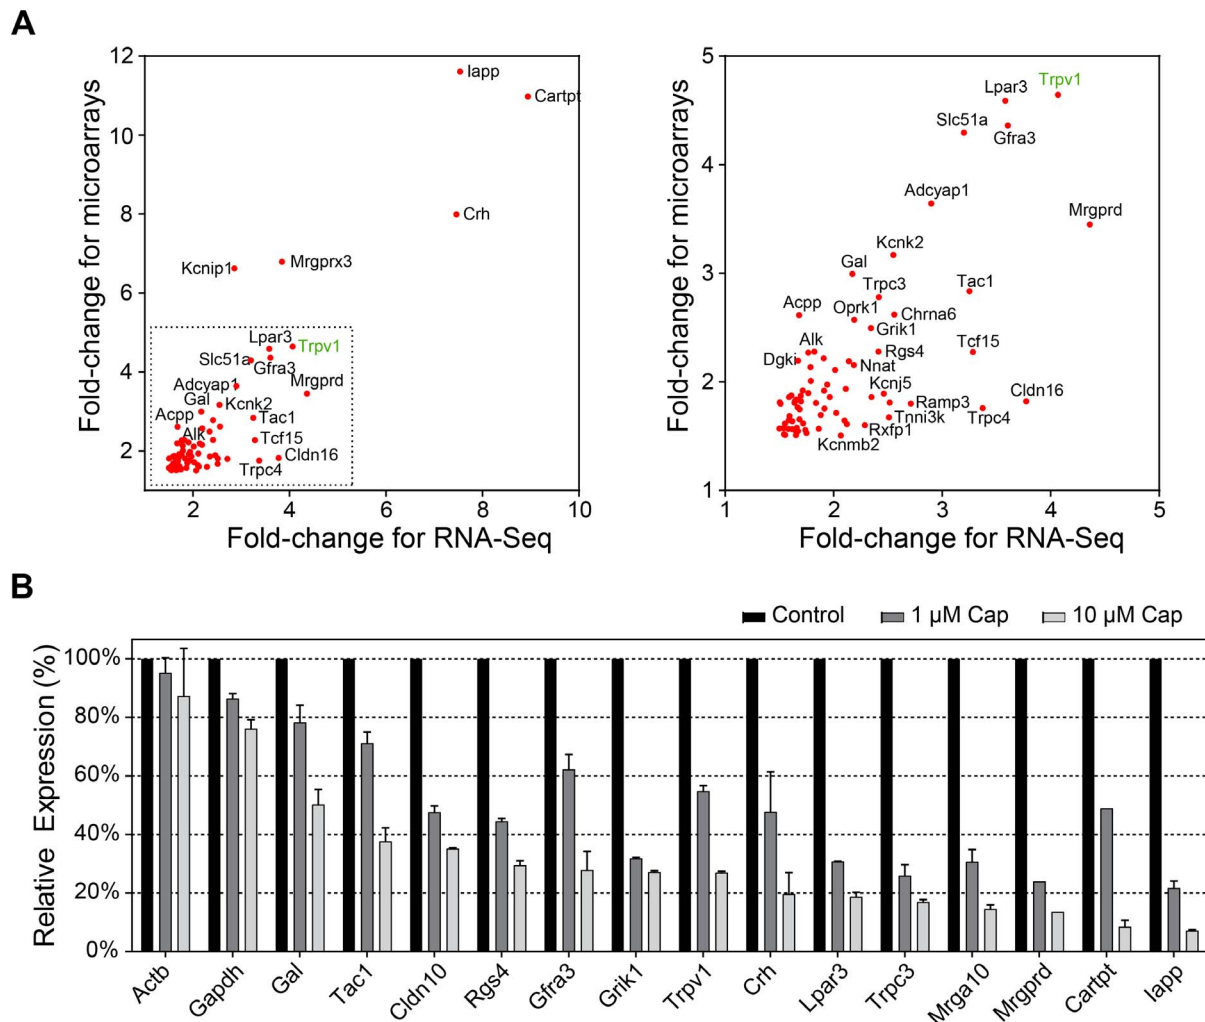 A
12
10
8
6
4
2
Fold-change for microarrays
Iapp
Cartpt
Crh
Mrgprx3
Kcnip1
Lpar3
Trpv1
Slc51a
Gfra3
Adcyap1
Mrgprd
Gal
Kcnk2
Acpp
Tac1
Alk
Tcf15
Cldn16
Trpc4
2 4 6 8 10
Fold-change for RNA-Seq
5
4
3
2
1
Fold-change for microarrays
Trpv1
Lpar3
Slc51a
Gfra3
Adcyap1
Mrgprd
Kcnk2
Gal
Trpc3
Tac1
Acpp
Oprk1
Chrna6
Grik1
Alk
Rgs4
Tcf15
Dgki
Nnat
Kcnj5
Cldn16
Ramp3
Tnni3k
Trpc4
Rxfp1
Kcnmb2
1 2 3 4 5
Fold-change for RNA-Seq
B
Control 1 µM Cap 10 µM Cap
Relative Expression (%)
100%
80%
60%
40%
20%
0%
Actb
Gapdh
Gal
Tac1
Cldn10
Rgs4
Gfra3
Grik1
Trpv1
Crh
Lpar3
Trpc3
Mrga10
Mrgprd
Cartpt
Iapp